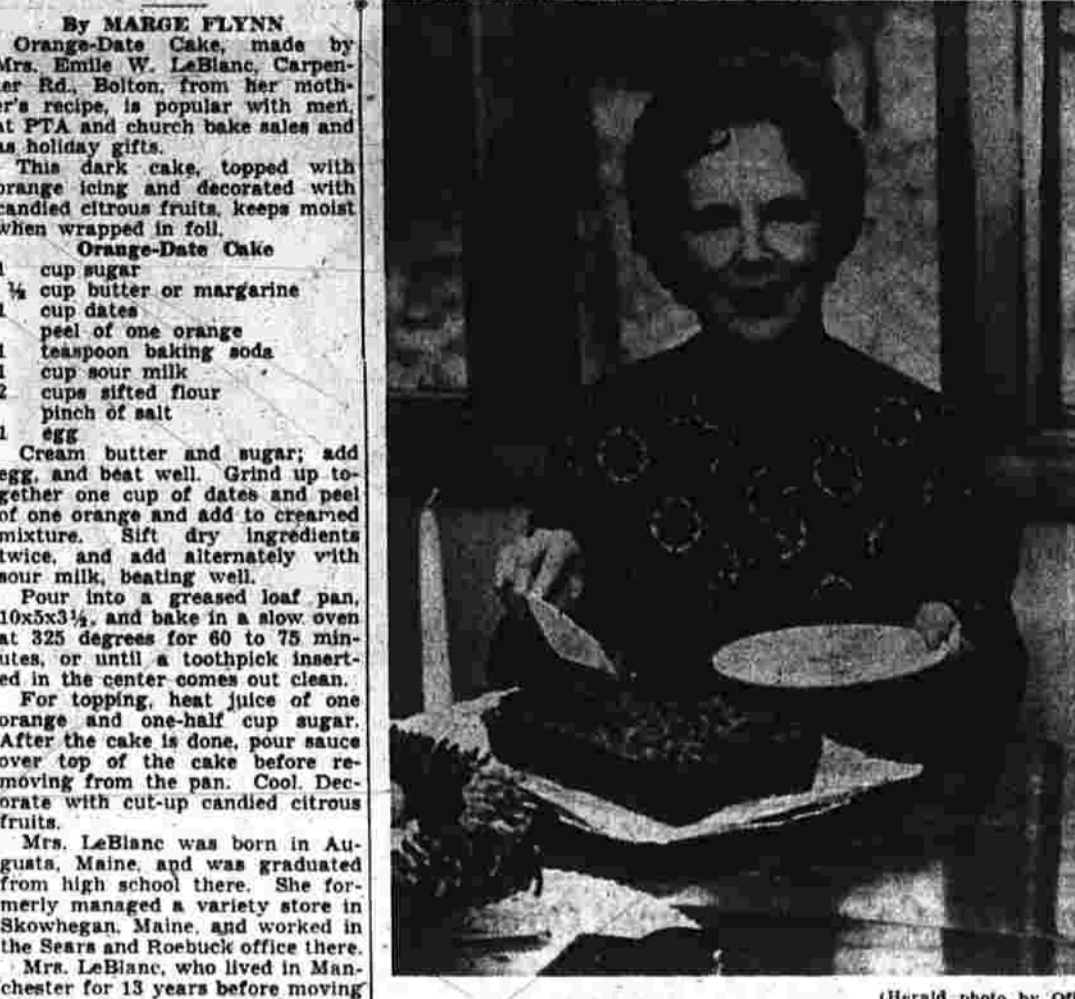 By MARGE FLYNN
Orange-Date Cake, made by
Mrs. Emile W. LeBlanc, Carpen-
ter Rd., Bolton, from her moth-
er's recipe, is popular with men,
at PTA and church bake sales and
as holiday gifts.
This dark cake, topped with
orange icing and decorated with
candied citrous fruits, keeps moist
when wrapped in foil.
Orange-Date Cake
1 cup sugar
½ cup butter or margarine
1 cup dates
peel of one orange
1 teaspoon baking soda
1 cup sour milk
2 cups sifted flour
pinch of salt
1 egg
Cream butter and sugar; add
egg, and beat well. Grind up to-
gether one cup of dates and peel
of one orange and add to creamed
mixture. Sift dry ingredients
twice, and add alternately with
sour milk, beating well.
Pour into a greased loaf pan,
10x5x3½, and bake in a slow oven
at 325 degrees for 60 to 75 min-
utes, or until a toothpick insert-
ed in the center comes out clean.
For topping, heat juice of one
orange and one-half cup sugar.
After the cake is done, pour sauce
over top of the cake before re-
moving from the pan. Cool. Dec-
orate with cut-up candied citrous
fruits.
Mrs. LeBlanc was born in Au-
gusta, Maine, and was graduated
from high school there. She for-
merly managed a variety store in
Skowhegan, Maine, and worked in
the Sears and Roebuck office there.
Mrs. LeBlanc, who lived in Man-
chester for 13 years before moving
(Herald photo by